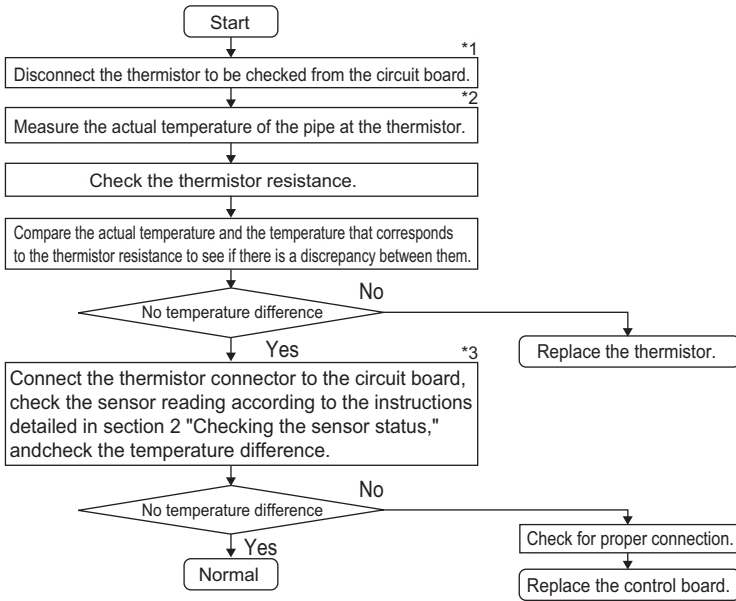 Start
*1
Disconnect the thermistor to be checked from the circuit board.
*2
Measure the actual temperature of the pipe at the thermistor.
Check the thermistor resistance.
Compare the actual temperature and the temperature that corresponds
to the thermistor resistance to see if there is a discrepancy between them.
No temperature difference
No
Replace the thermistor.
Yes
*3
Connect the thermistor connector to the circuit board,
check the sensor reading according to the instructions
detailed in section 2 "Checking the sensor status,"
andcheck the temperature difference.
No temperature difference
No
Check for proper connection.
Replace the control board.
Yes
Normal